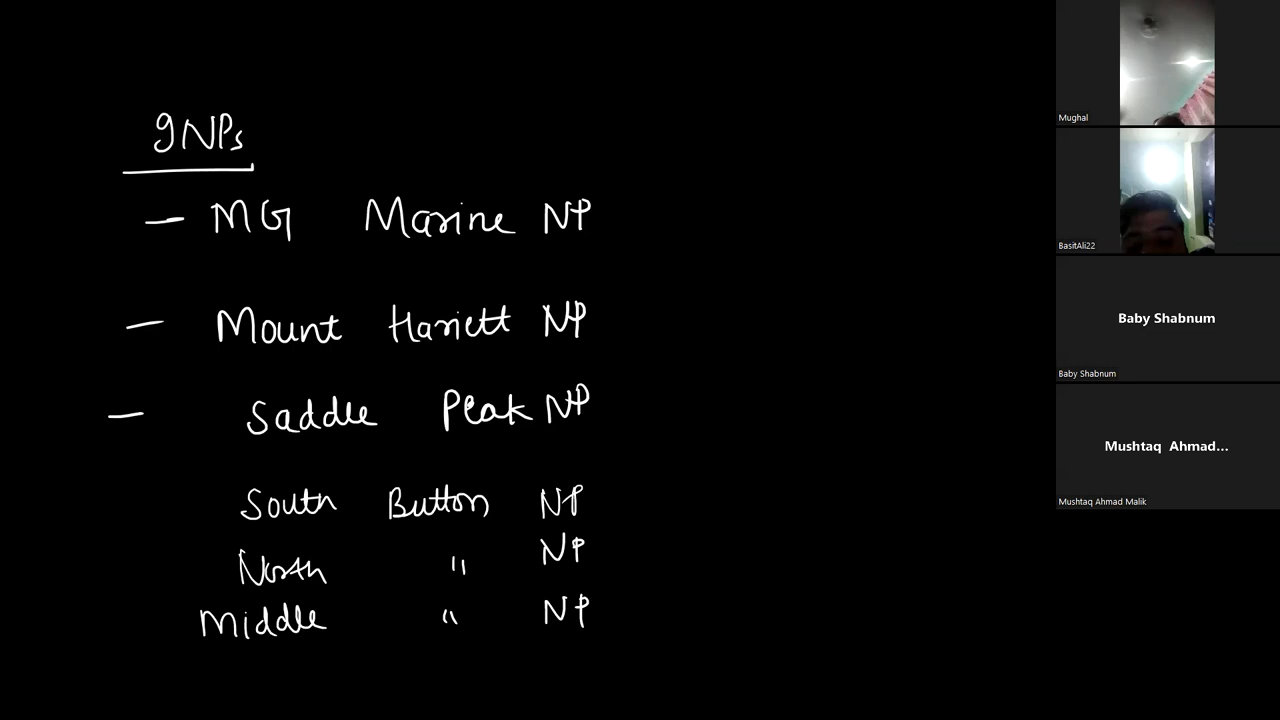 9NPs
— MG Marine NP
— Mount Hariett NP
— Saddle Peak NP
South Button NP
North " NP
Middle " NP
Mughal
BasitAli22
Baby Shabnum
Baby Shabnum
Mushtaq Ahmad...
Mushtaq Ahmad Malik